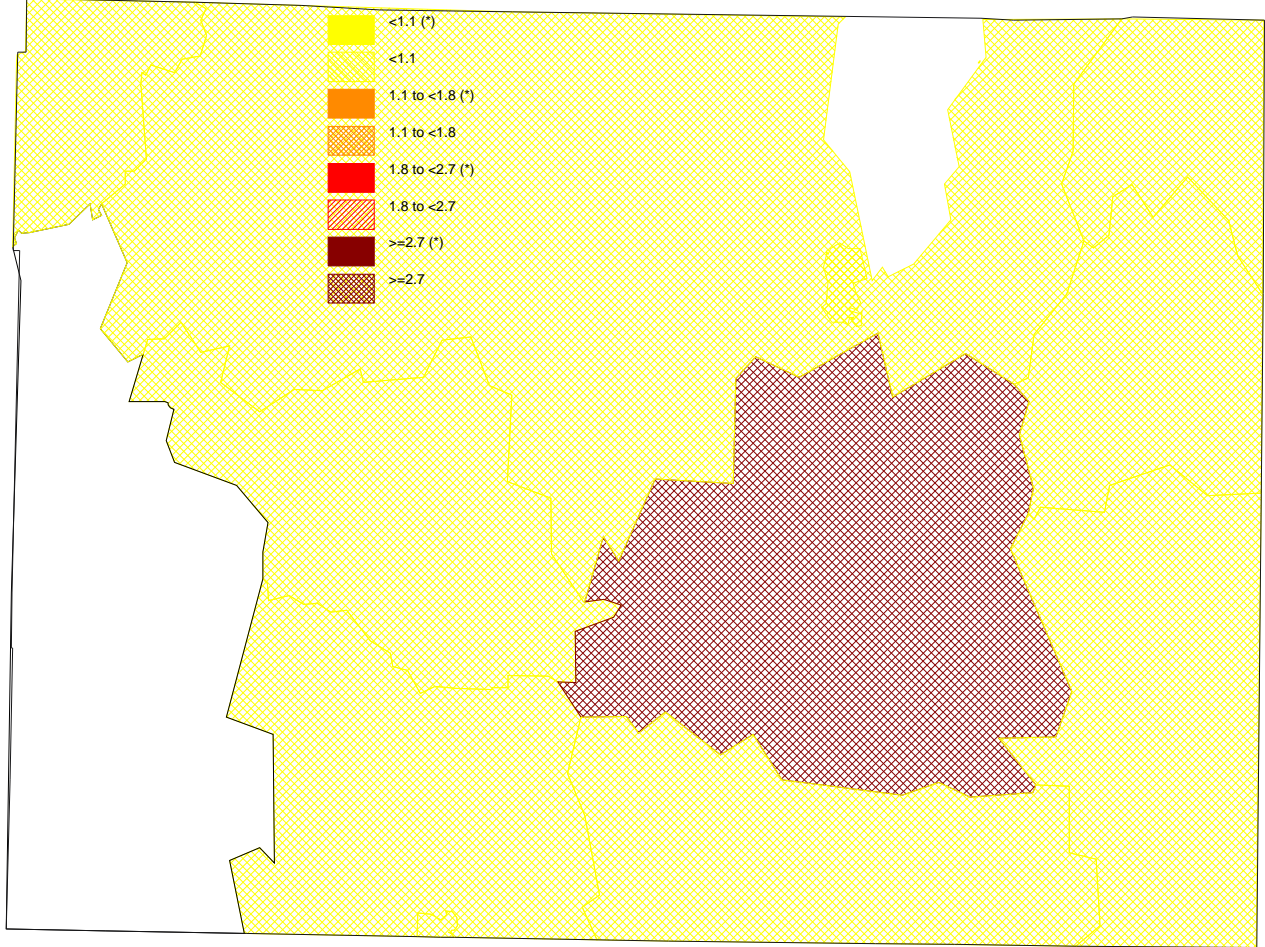 <1.1 (*)
<1.1
1.1 to <1.8 (*)
1.1 to <1.8
1.8 to <2.7 (*)
1.8 to <2.7
>=2.7 (*)
>=2.7